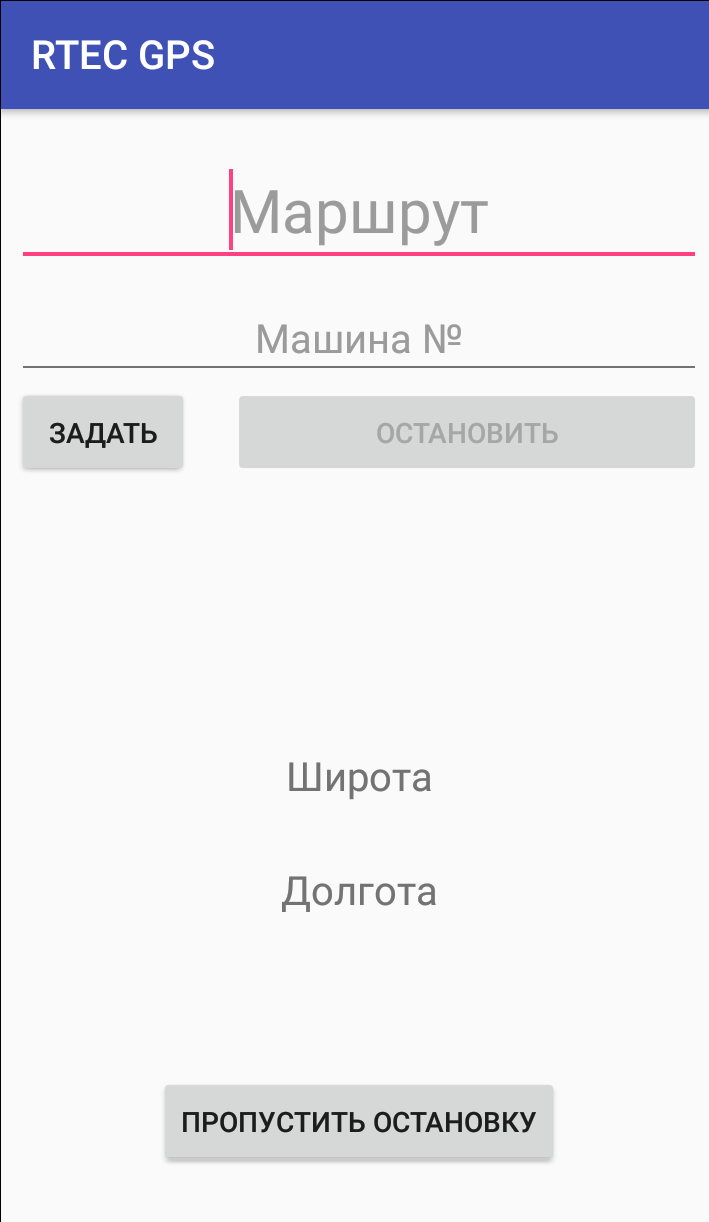 RTEC GPS
Маршрут
Машина №
ЗАДАТЬ
ОСТАНОВИТЬ
Широта
Долгота
ПРОПУСТИТЬ ОСТАНОВКУ